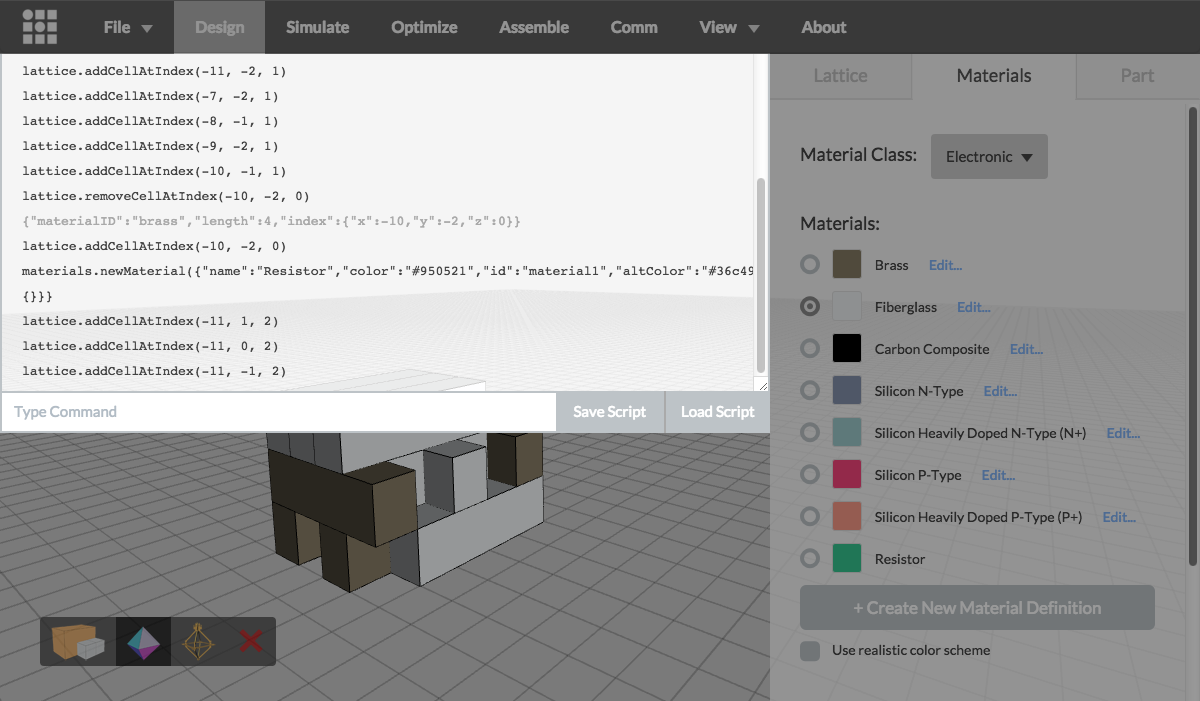 File Design Simulate Optimize Assemble Comm View About
lattice.addCellAtIndex(-11, -2, 1)
lattice.addCellAtIndex(-7, -2, 1)
lattice.addCellAtIndex(-8, -1, 1)
lattice.addCellAtIndex(-9, -2, 1)
lattice.addCellAtIndex(-10, -1, 1)
lattice.removeCellAtIndex(-10, -2, 0)
{"materialID":"brass","length":4,"index":{"x":-10,"y":-2,"z":0}}
lattice.addCellAtIndex(-10, -2, 0)
materials.newMaterial({"name":"Resistor","color":"#950521","id":"material1","altColor":"#36c49
{}}})
lattice.addCellAtIndex(-11, 1, 2)
lattice.addCellAtIndex(-11, 0, 2)
lattice.addCellAtIndex(-11, -1, 2)
Type Command Save Script Load Script
Lattice Materials Part
Material Class: Electronic
Materials:
Brass Edit...
Fiberglass Edit...
Carbon Composite Edit...
Silicon N-Type Edit...
Silicon Heavily Doped N-Type (N+) Edit...
Silicon P-Type Edit...
Silicon Heavily Doped P-Type (P+) Edit...
Resistor
+ Create New Material Definition
Use realistic color scheme